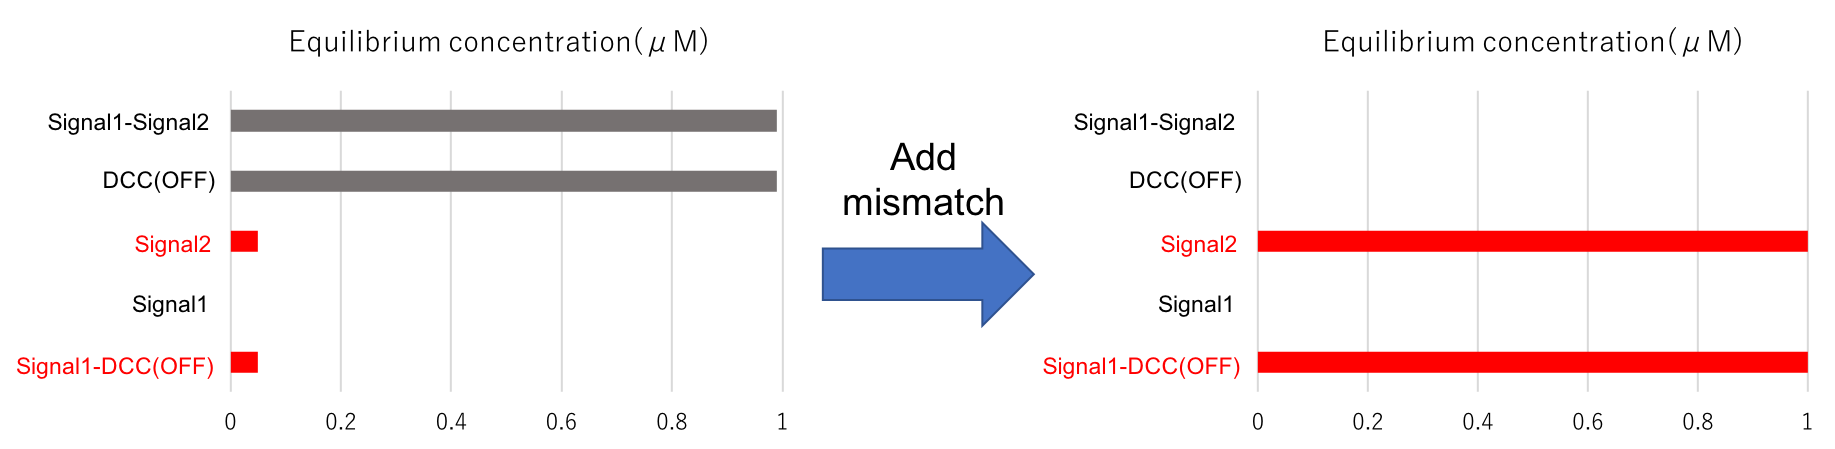 Equilibrium concentration(μM)
Signal1-Signal2
DCC(OFF)
Signal2
Signal1
Signal1-DCC(OFF)
0 0.2 0.4 0.6 0.8 1
Add
mismatch
Equilibrium concentration(μM)
Signal1-Signal2
DCC(OFF)
Signal2
Signal1
Signal1-DCC(OFF)
0 0.2 0.4 0.6 0.8 1